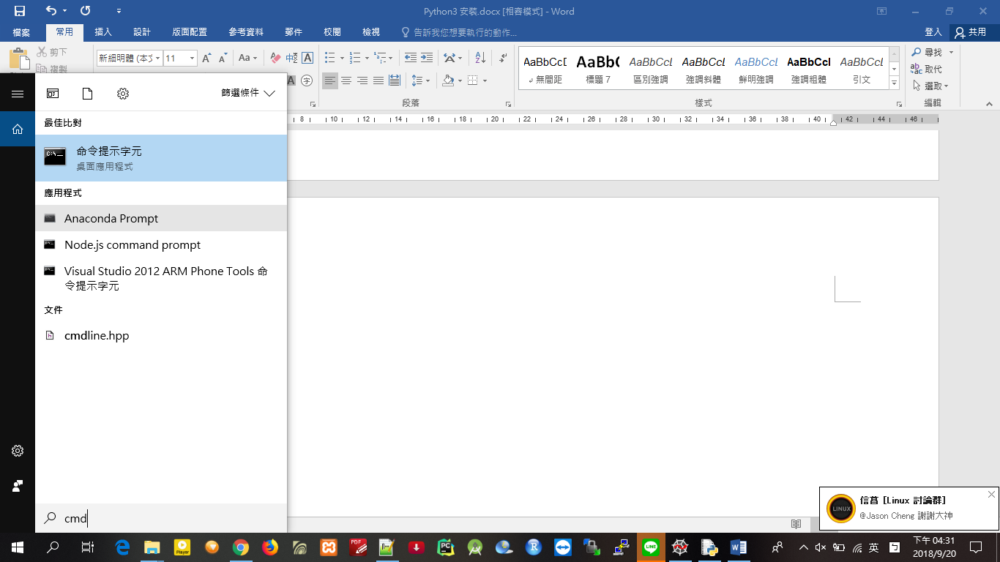 Python3 安裝.docx [相容模式] - Word
檔案 常用 插入 設計 版面配置 參考資料 郵件 校閱 檢視 告訴我您想要執行的動作... 登入 共用
剪下 新細明體 (本文 11 Aa
複製
AaBbCcD AaBbC AaBbCcl AaBbCcl AaBbCcl AaBbCcl AaBbCcl 尋找
無間距 標題 7 區別強調 強調斜體 鮮明強調 強調粗體 引文 取代
選取
段落 樣式 編輯
篩選條件
8 10 12 14 16 18 20 22 24 26 28 30 32 34 36 38 40 42 44 46
最佳比對
C:\
命令提示字元
桌面應用程式
應用程式
Anaconda Prompt
Node.js command prompt
Visual Studio 2012 ARM Phone Tools 命
令提示字元
文件
cmdline.hpp
cmd
信莒 [Linux 討論群]
LINUX
@Jason Cheng 謝謝大神
Player PDF PC R LINE 英 下午 04:31
2018/9/20